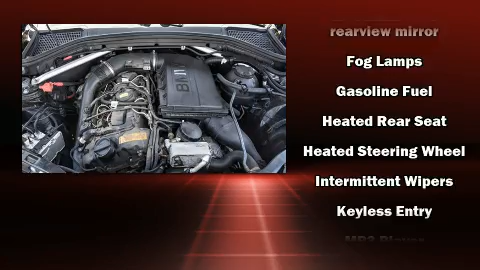 rearview mirror
Fog Lamps
Gasoline Fuel
Heated Rear Seat
Heated Steering Wheel
Intermittent Wipers
Keyless Entry